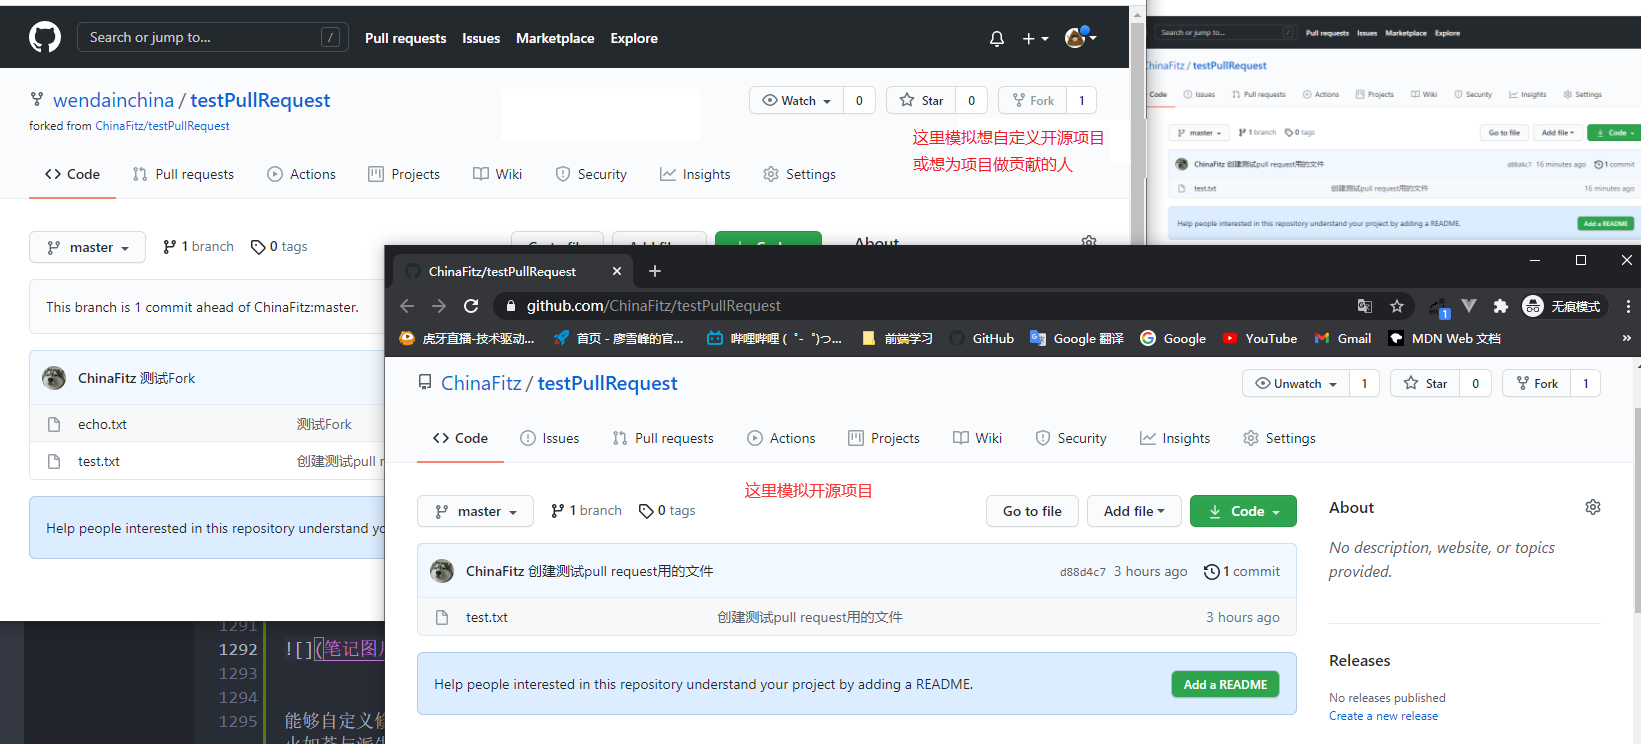 Search or jump to...
/
Pull requests
Issues
Marketplace
Explore
wendainchina / testPullRequest
forked from ChinaFitz/testPullRequest
Watch
0
Star
0
Fork
1
这里模拟想自定义开源项目
或想为项目做贡献的人
Code
Pull requests
Actions
Projects
Wiki
Security
Insights
Settings
master
1 branch
0 tags
About
This branch is 1 commit ahead of ChinaFitz:master.
ChinaFitz 测试Fork
echo.txt
测试Fork
test.txt
创建测试pull r
Help people interested in this repository understand yo
Search or jump to...
/
Pull requests
Issues
Marketplace
Explore
hinaFitz / testPullRequest
Code
Issues
Pull requests
Actions
Projects
Wiki
Security
Insights
Settings
master
1 branch
0 tags
Go to file
Add file
Code
ChinaFitz 创建测试pull request用的文件
d88d4c7
16 minutes ago
1 commit
test.txt
创建测试pull request用的文件
16 minutes ago
Help people interested in this repository understand your project by adding a README.
Add a README
ChinaFitz/testPullRequest
github.com/ChinaFitz/testPullRequest
1
无痕模式
虎牙直播-技术驱动...
首页 - 廖雪峰的官...
哔哩哔哩 ( ゜- ゜)つ...
前端学习
GitHub
Google 翻译
Google
YouTube
Gmail
MDN Web 文档
»
ChinaFitz / testPullRequest
Unwatch
1
Star
0
Fork
1
Code
Issues
Pull requests
Actions
Projects
Wiki
Security
Insights
Settings
这里模拟开源项目
master
1 branch
0 tags
Go to file
Add file
Code
About
No description, website, or topics
provided.
ChinaFitz 创建测试pull request用的文件
d88d4c7
3 hours ago
1 commit
test.txt
创建测试pull request用的文件
3 hours ago
Help people interested in this repository understand your project by adding a README.
Add a README
Releases
No releases published
Create a new release
1291
1292
![](笔记图
1293
1294
1295
能够自定义修